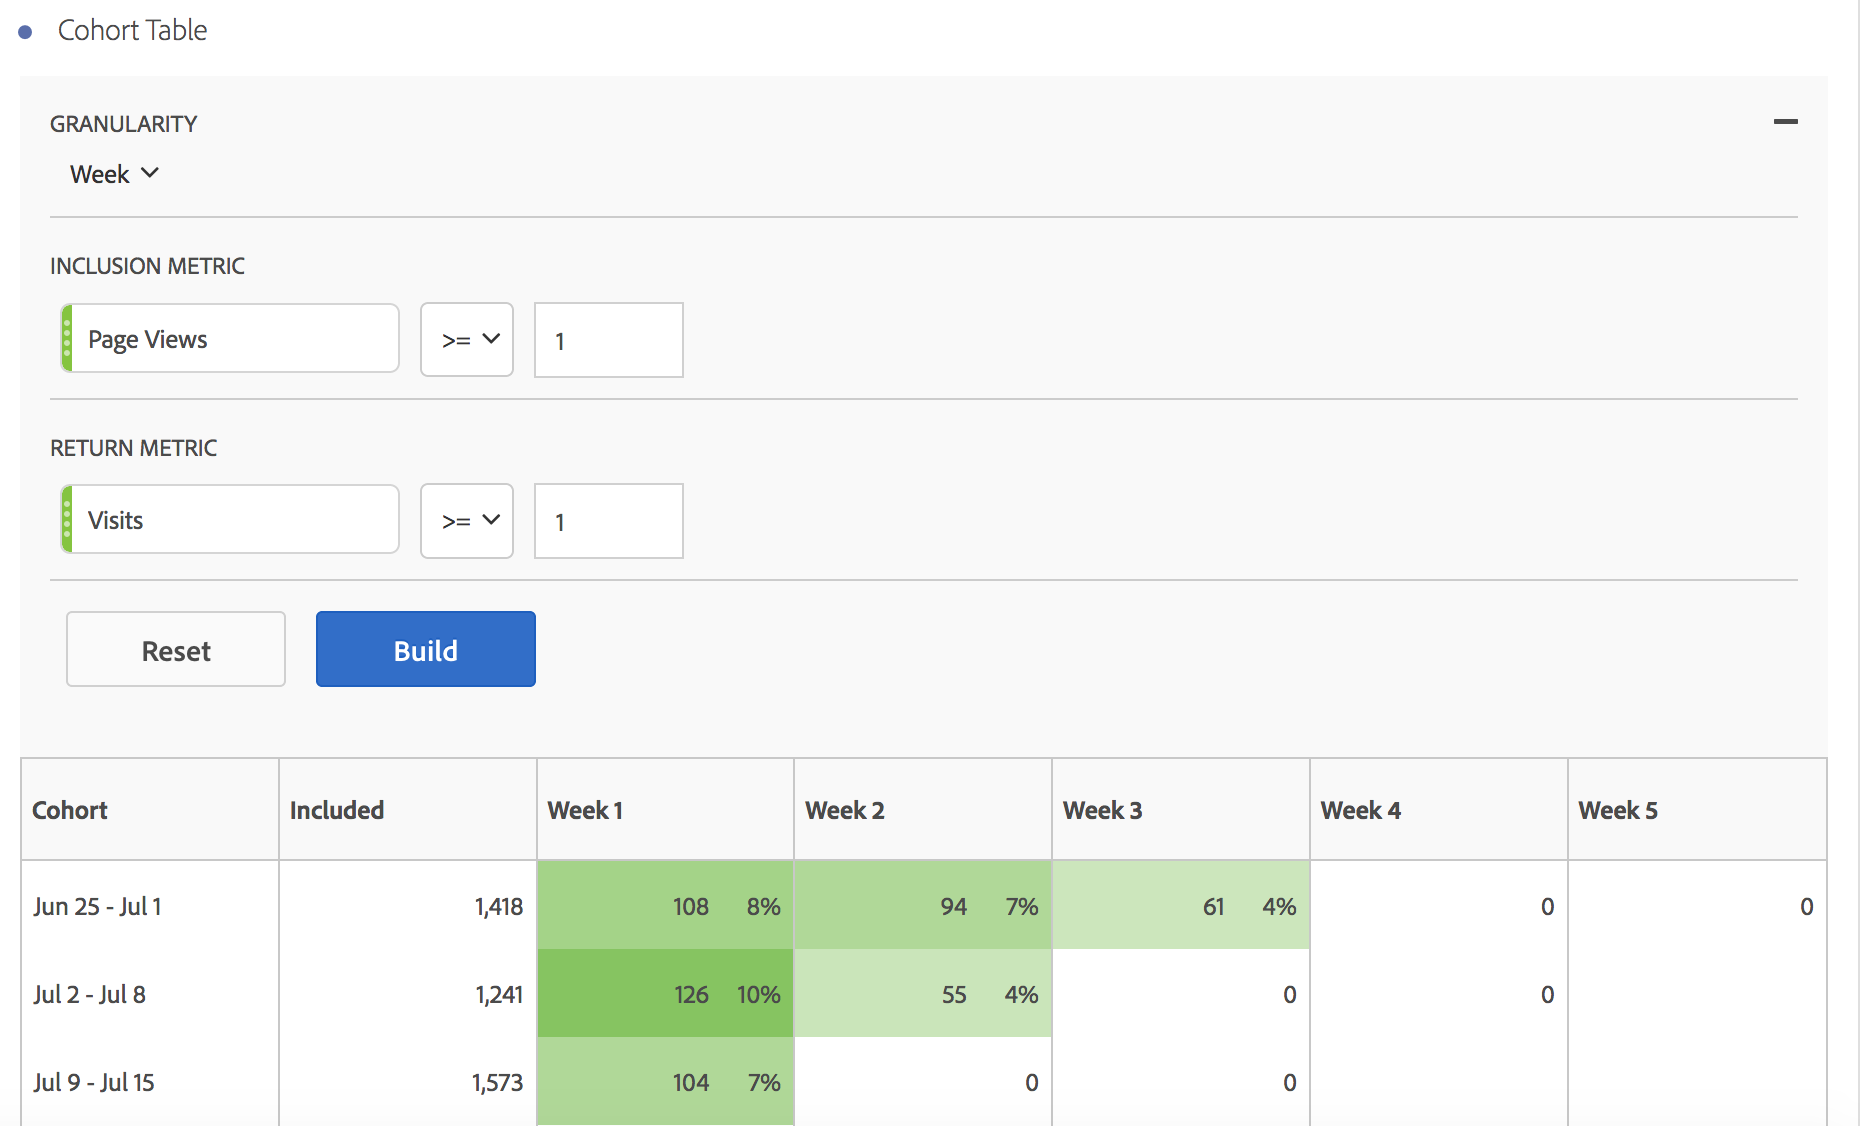 Cohort Table
GRANULARITY
Week
INCLUSION METRIC
Page Views >= 1
RETURN METRIC
Visits >= 1
Reset Build
Cohort Included Week 1 Week 2 Week 3 Week 4 Week 5
Jun 25 - Jul 1 1,418 108 8% 94 7% 61 4% 0 0
Jul 2 - Jul 8 1,241 126 10% 55 4% 0 0
Jul 9 - Jul 15 1,573 104 7% 0 0